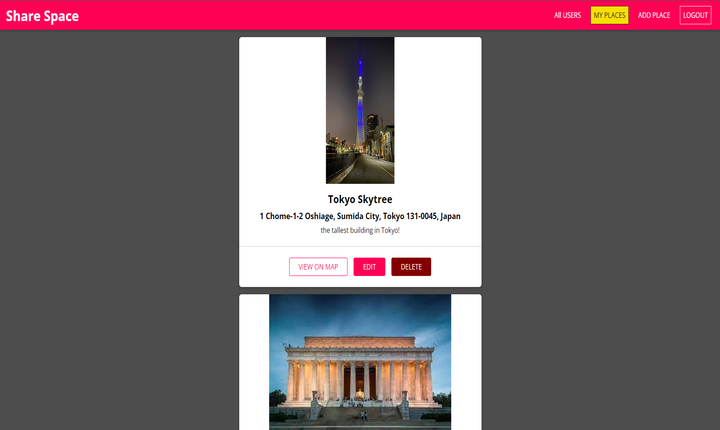 Share Space
All USERS
MY PLACES
ADD PLACE
LOGOUT
Tokyo Skytree
1 Chome-1-2 Oshiage, Sumida City, Tokyo 131-0045, Japan
the tallest building in Tokyo!
VIEW ON MAP
EDIT
DELETE